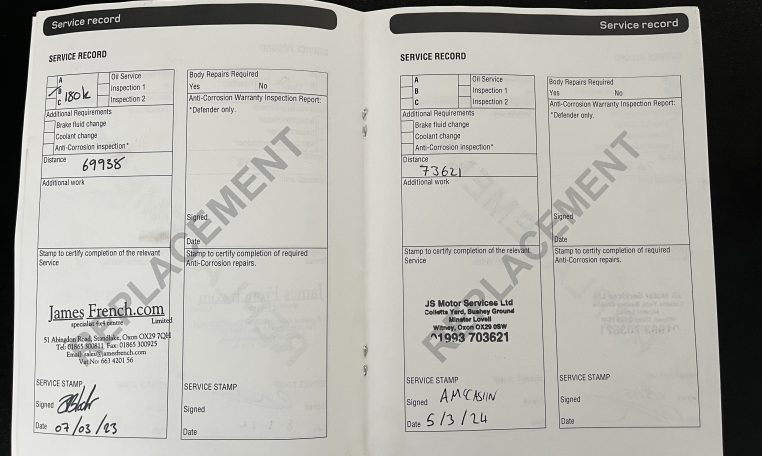 Service record
SERVICE RECORD
A
B
C 180k
Oil Service
Inspection 1
Inspection 2
Additional Requirements
Brake fluid change
Coolant change
Anti-Corrosion inspection*
Distance
69938
Additional work
Stamp to certify completion of the relevant
Service
James French.com
Limited
specialist 4x4 centre
51 Abingdon Road, Standlake, Oxon OX29 7QH
Tel: 01865 300811 Fax: 01865 300925
Email: sales@jamesfrench.com
Vat No: 663 4201 56
SERVICE STAMP
Signed
Date 07/03/23
Body Repairs Required
Yes No
Anti-Corrosion Warranty Inspection Report:
*Defender only.
Signed
Date
Stamp to certify completion of required
Anti-Corrosion repairs.
SERVICE STAMP
Signed
Date
REPLACEMENT
Service record
SERVICE RECORD
A
B
C
Oil Service
Inspection 1
Inspection 2
Additional Requirements
Brake fluid change
Coolant change
Anti-Corrosion inspection*
Distance
73621
Additional work
Stamp to certify completion of the relevant
Service
JS Motor Services Ltd
Colletts Yard, Bushey Ground
Minster Lovell
Witney, Oxon OX29 0SW
01993 703621
SERVICE STAMP
Signed
Date 5/3/24
Body Repairs Required
Yes No
Anti-Corrosion Warranty Inspection Report:
*Defender only.
Signed
Date
Stamp to certify completion of required
Anti-Corrosion repairs.
SERVICE STAMP
Signed
Date
REPLACEMENT